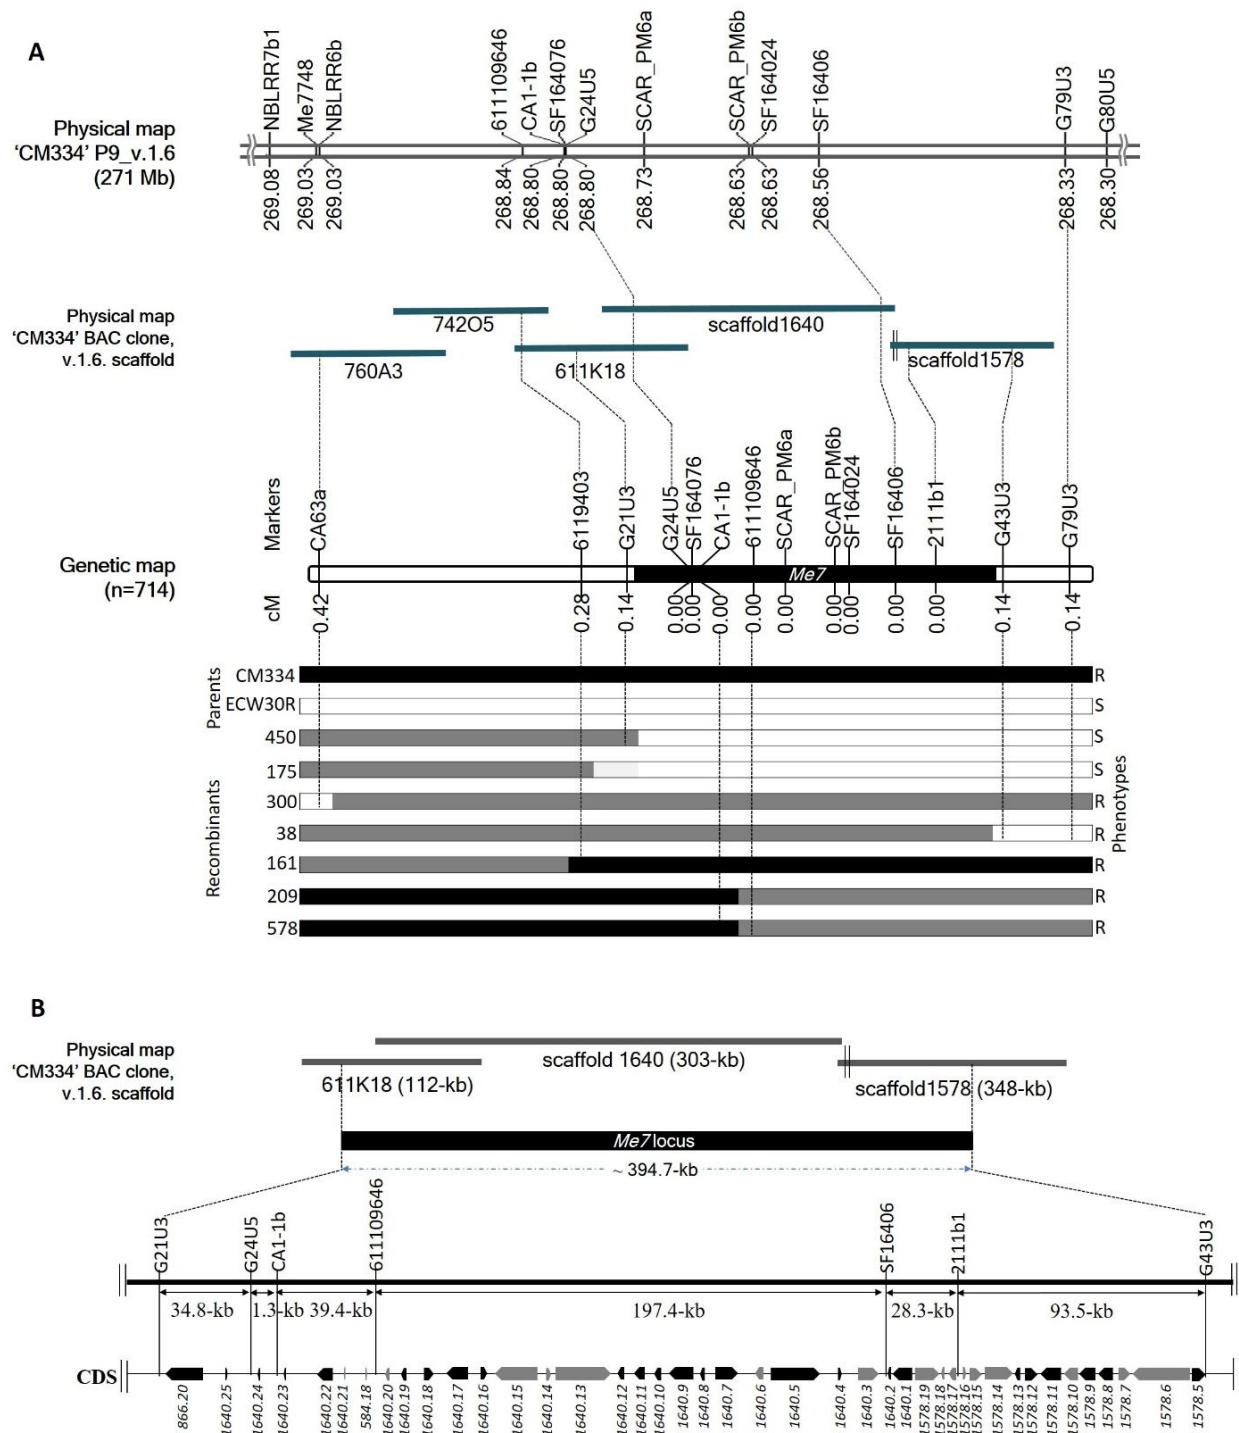 A
NBLRR7b1 Me7748 NBLRR6b 611109646 CA1-1b SF164076 G24U5 SCAR_PM6a SCAR_PM6b SF164024 SF16406 G79U3 G80U5
Physical map
‘CM334’ P9_v.1.6
(271 Mb)
269.08 269.03 269.03 268.84 268.80 268.80 268.80 268.73 268.63 268.63 268.56 268.33 268.30
Physical map
‘CM334’ BAC clone,
v.1.6. scaffold
742O5 scaffold1640
760A3 611K18 scaffold1578
Markers
CA63a 6119403 G21U3 G24U5 SF164076 CA1-1b 611109646 SCAR_PM6a SCAR_PM6b SF164024 SF16406 2111b1 G43U3 G79U3
Genetic map
(n=714)
Me7
cM
0.42 0.28 0.14 0.00 0.00 0.00 0.00 0.00 0.00 0.00 0.00 0.00 0.14 0.14
Parents
CM334 R
ECW30R S
Recombinants
450 S
175 S
300 R
38 R
161 R
209 R
578 R
Phenotypes
B
Physical map
‘CM334’ BAC clone,
v.1.6. scaffold
scaffold 1640 (303-kb)
611K18 (112-kb) scaffold1578 (348-kb)
Me7 locus
~ 394.7-kb
G21U3 G24U5 CA1-1b 611109646 SF16406 2111b1 G43U3
34.8-kb 1.3-kb 39.4-kb 197.4-kb 28.3-kb 93.5-kb
CDS
866.20 1640.25 1640.24 1640.23 1640.22 1640.21 584.18 1640.20 1640.19 1640.18 1640.17 1640.16 1640.15 1640.14 1640.13 1640.12 1640.11 1640.10 1640.9 1640.8 1640.7 1640.6 1640.5 1640.4 1640.3 1640.2 1640.1 1578.19 1578.18 1578.17 1578.16 1578.15 1578.14 1578.13 1578.12 1578.11 1578.10 1578.9 1578.8 1578.7 1578.6 1578.5